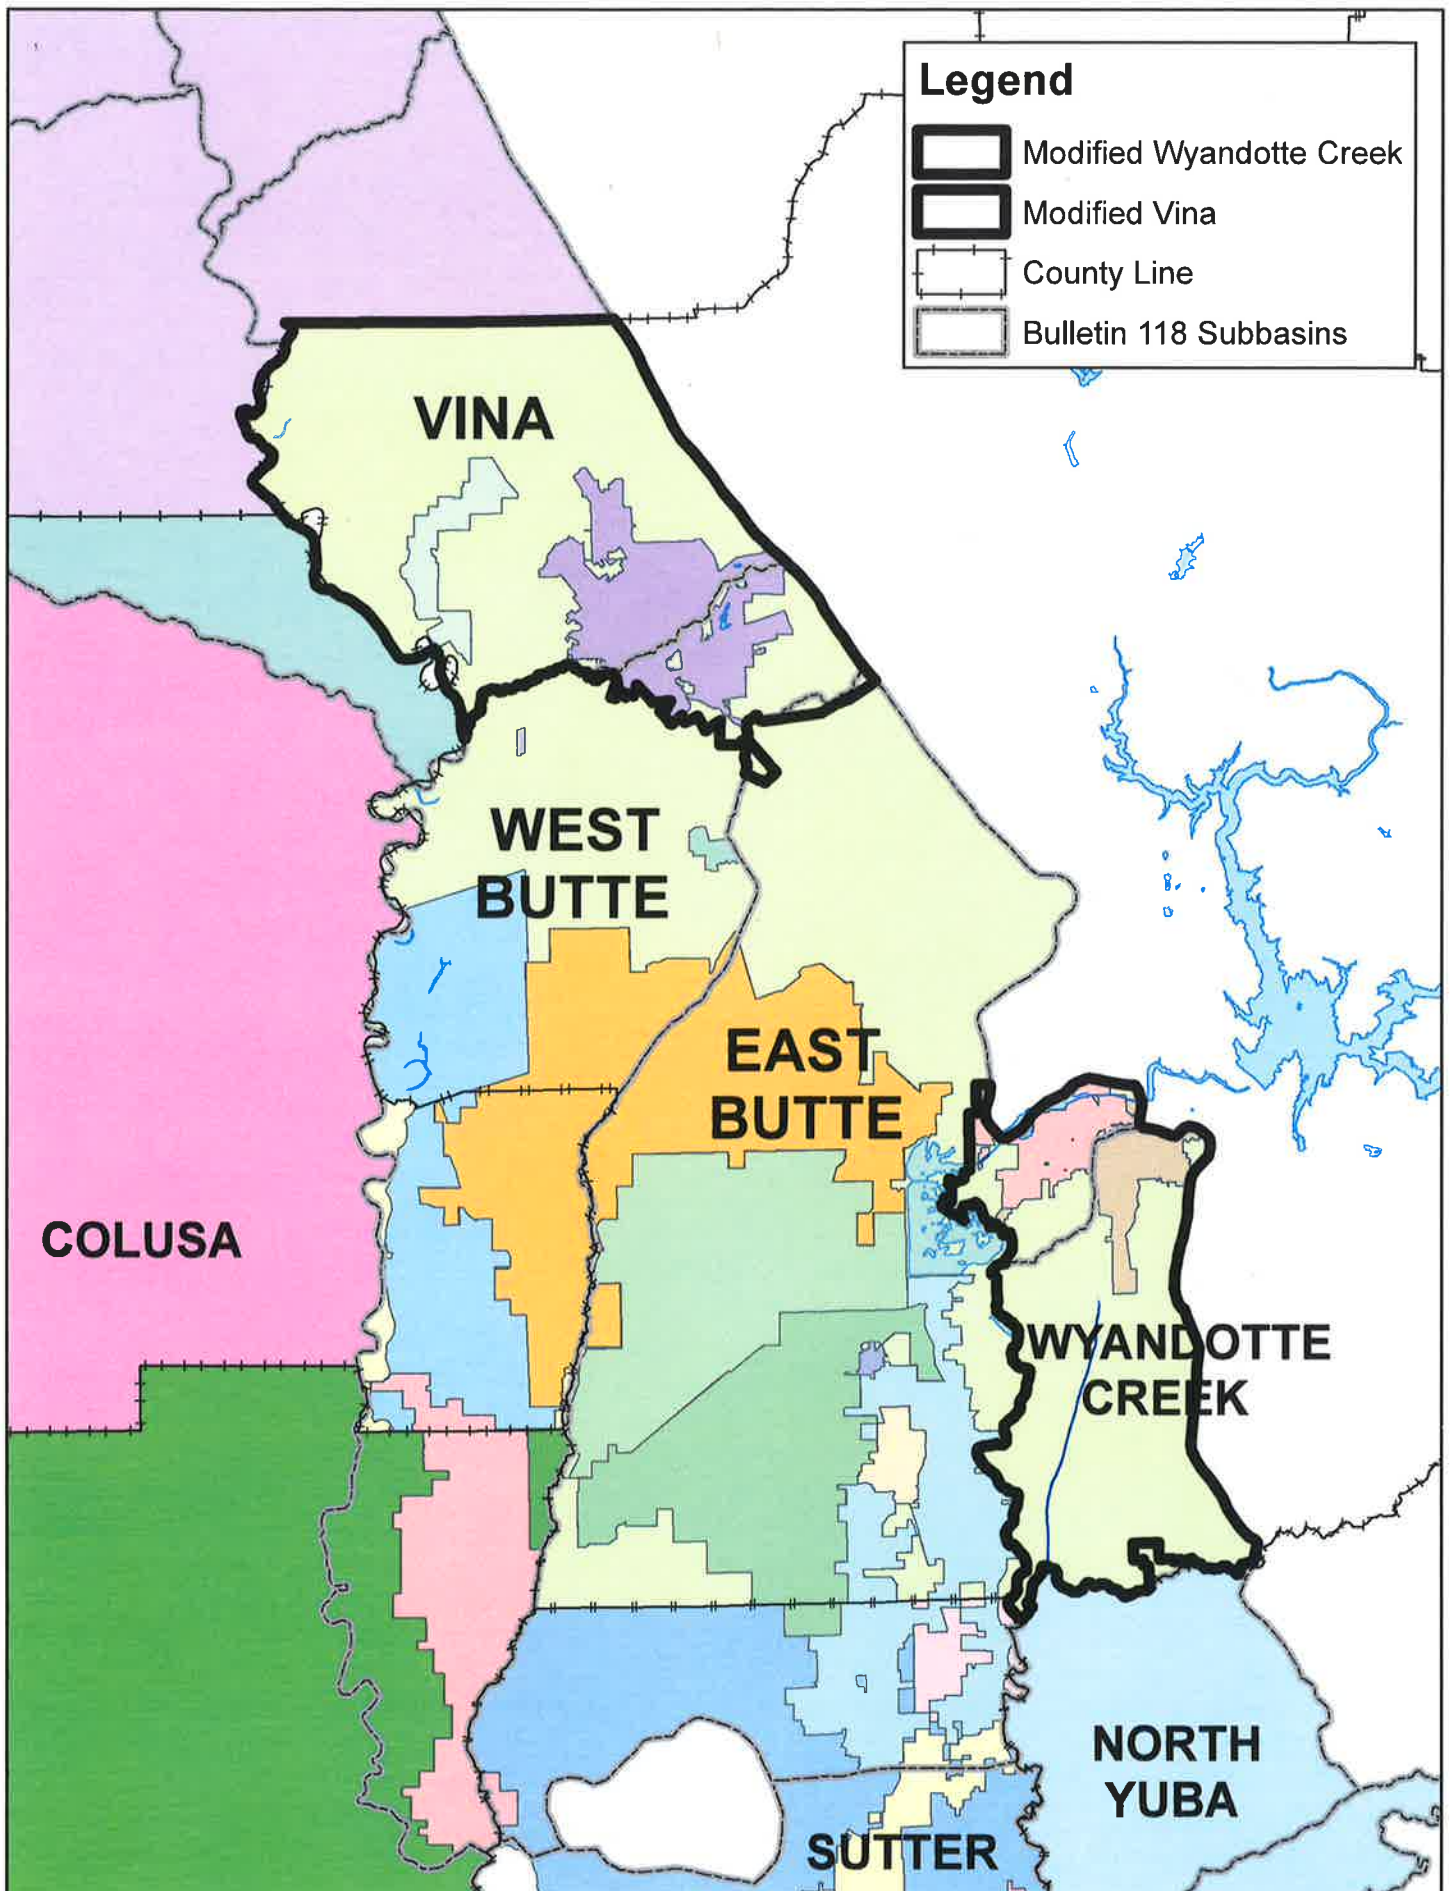 Legend
Modified Wyandotte Creek
Modified Vina
County Line
Bulletin 118 Subbasins
VINA
WEST
BUTTE
EAST
BUTTE
COLUSA
WYANDOTTE
CREEK
NORTH
YUBA
SUTTER